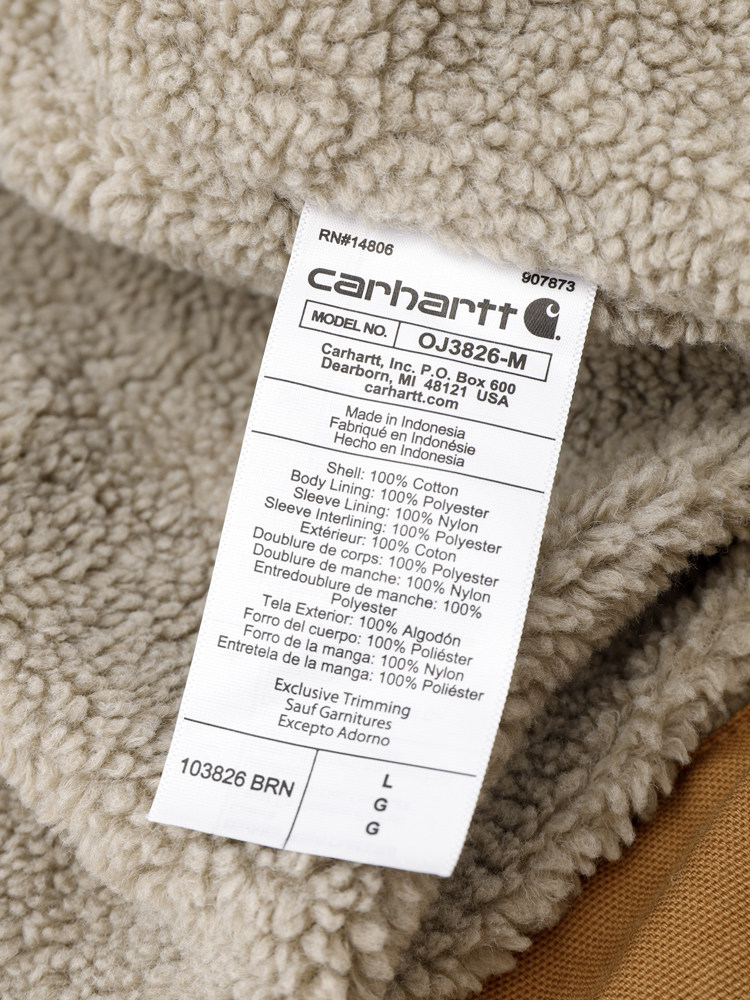 RN#14806
907873
carhartt
MODEL NO. OJ3826-M
Carhartt, Inc. P.O. Box 600
Dearborn, MI 48121 USA
carhartt.com
Made in Indonesia
Fabriqué en Indonésie
Hecho en Indonesia
Shell: 100% Cotton
Body Lining: 100% Polyester
Sleeve Lining: 100% Nylon
Sleeve Interlining: 100% Polyester
Extérieur: 100% Coton
Doublure de corps: 100% Polyester
Doublure de manche: 100% Nylon
Entredoublure de manche: 100%
Polyester
Tela Exterior: 100% Algodón
Forro del cuerpo: 100% Poliéster
Forro de la manga: 100% Nylon
Entretela de la manga: 100% Poliéster
Exclusive Trimming
Sauf Garnitures
Excepto Adorno
103826 BRN
L
G
G